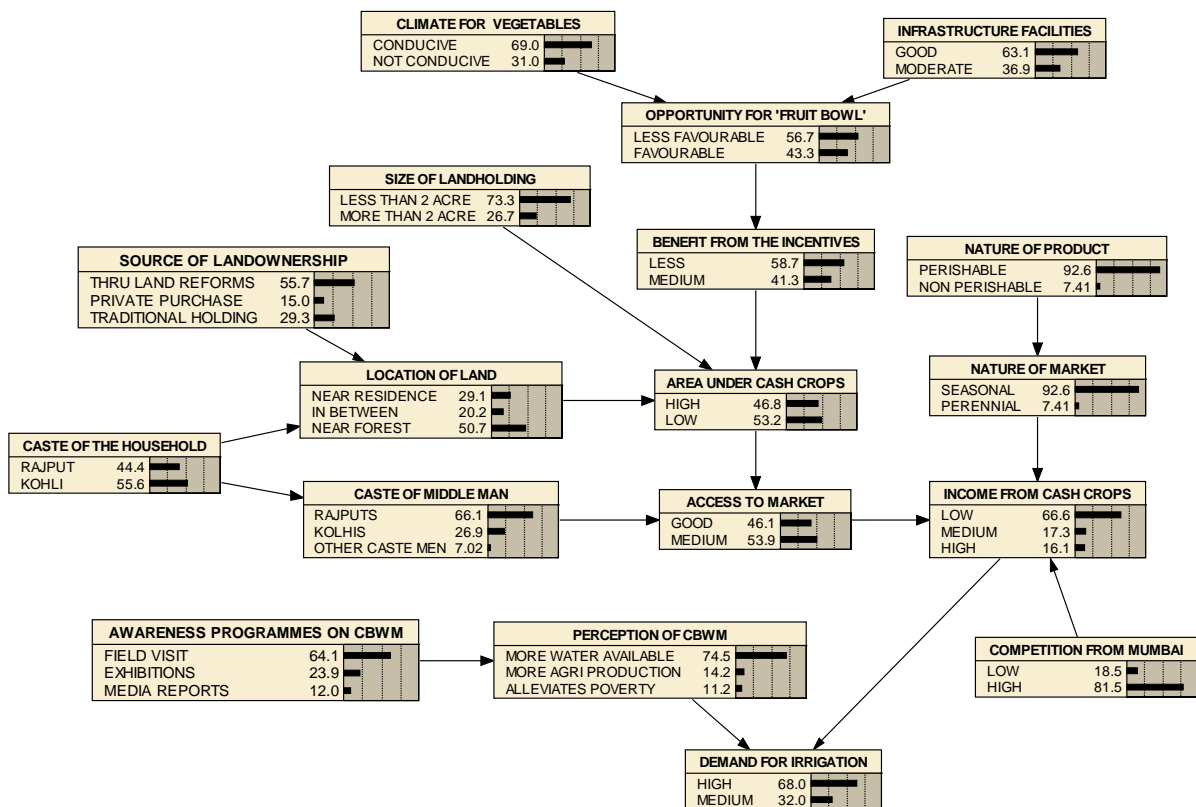 CLIMATE FOR VEGETABLES
CONDUCIVE 69.0
NOT CONDUCIVE 31.0
INFRASTRUCTURE FACILITIES
GOOD 63.1
MODERATE 36.9
OPPORTUNITY FOR 'FRUIT BOWL'
LESS FAVOURABLE 56.7
FAVOURABLE 43.3
SIZE OF LANDHOLDING
LESS THAN 2 ACRE 73.3
MORE THAN 2 ACRE 26.7
BENEFIT FROM THE INCENTIVES
LESS 58.7
MEDIUM 41.3
NATURE OF PRODUCT
PERISHABLE 92.6
NON PERISHABLE 7.41
SOURCE OF LANDOWNERSHIP
THRU LAND REFORMS 55.7
PRIVATE PURCHASE 15.0
TRADITIONAL HOLDING 29.3
LOCATION OF LAND
NEAR RESIDENCE 29.1
IN BETWEEN 20.2
NEAR FOREST 50.7
AREA UNDER CASH CROPS
HIGH 46.8
LOW 53.2
NATURE OF MARKET
SEASONAL 92.6
PERENNIAL 7.41
CASTE OF THE HOUSEHOLD
RAJPUT 44.4
KOHLI 55.6
CASTE OF MIDDLE MAN
RAJPUTS 66.1
KOLHIS 26.9
OTHER CASTE MEN 7.02
ACCESS TO MARKET
GOOD 46.1
MEDIUM 53.9
INCOME FROM CASH CROPS
LOW 66.6
MEDIUM 17.3
HIGH 16.1
AWARENESS PROGRAMMES ON CBWM
FIELD VISIT 64.1
EXHIBITIONS 23.9
MEDIA REPORTS 12.0
PERCEPTION OF CBWM
MORE WATER AVAILABLE 74.5
MORE AGRI PRODUCTION 14.2
ALLEVIATES POVERTY 11.2
COMPETITION FROM MUMBAI
LOW 18.5
HIGH 81.5
DEMAND FOR IRRIGATION
HIGH 68.0
MEDIUM 32.0